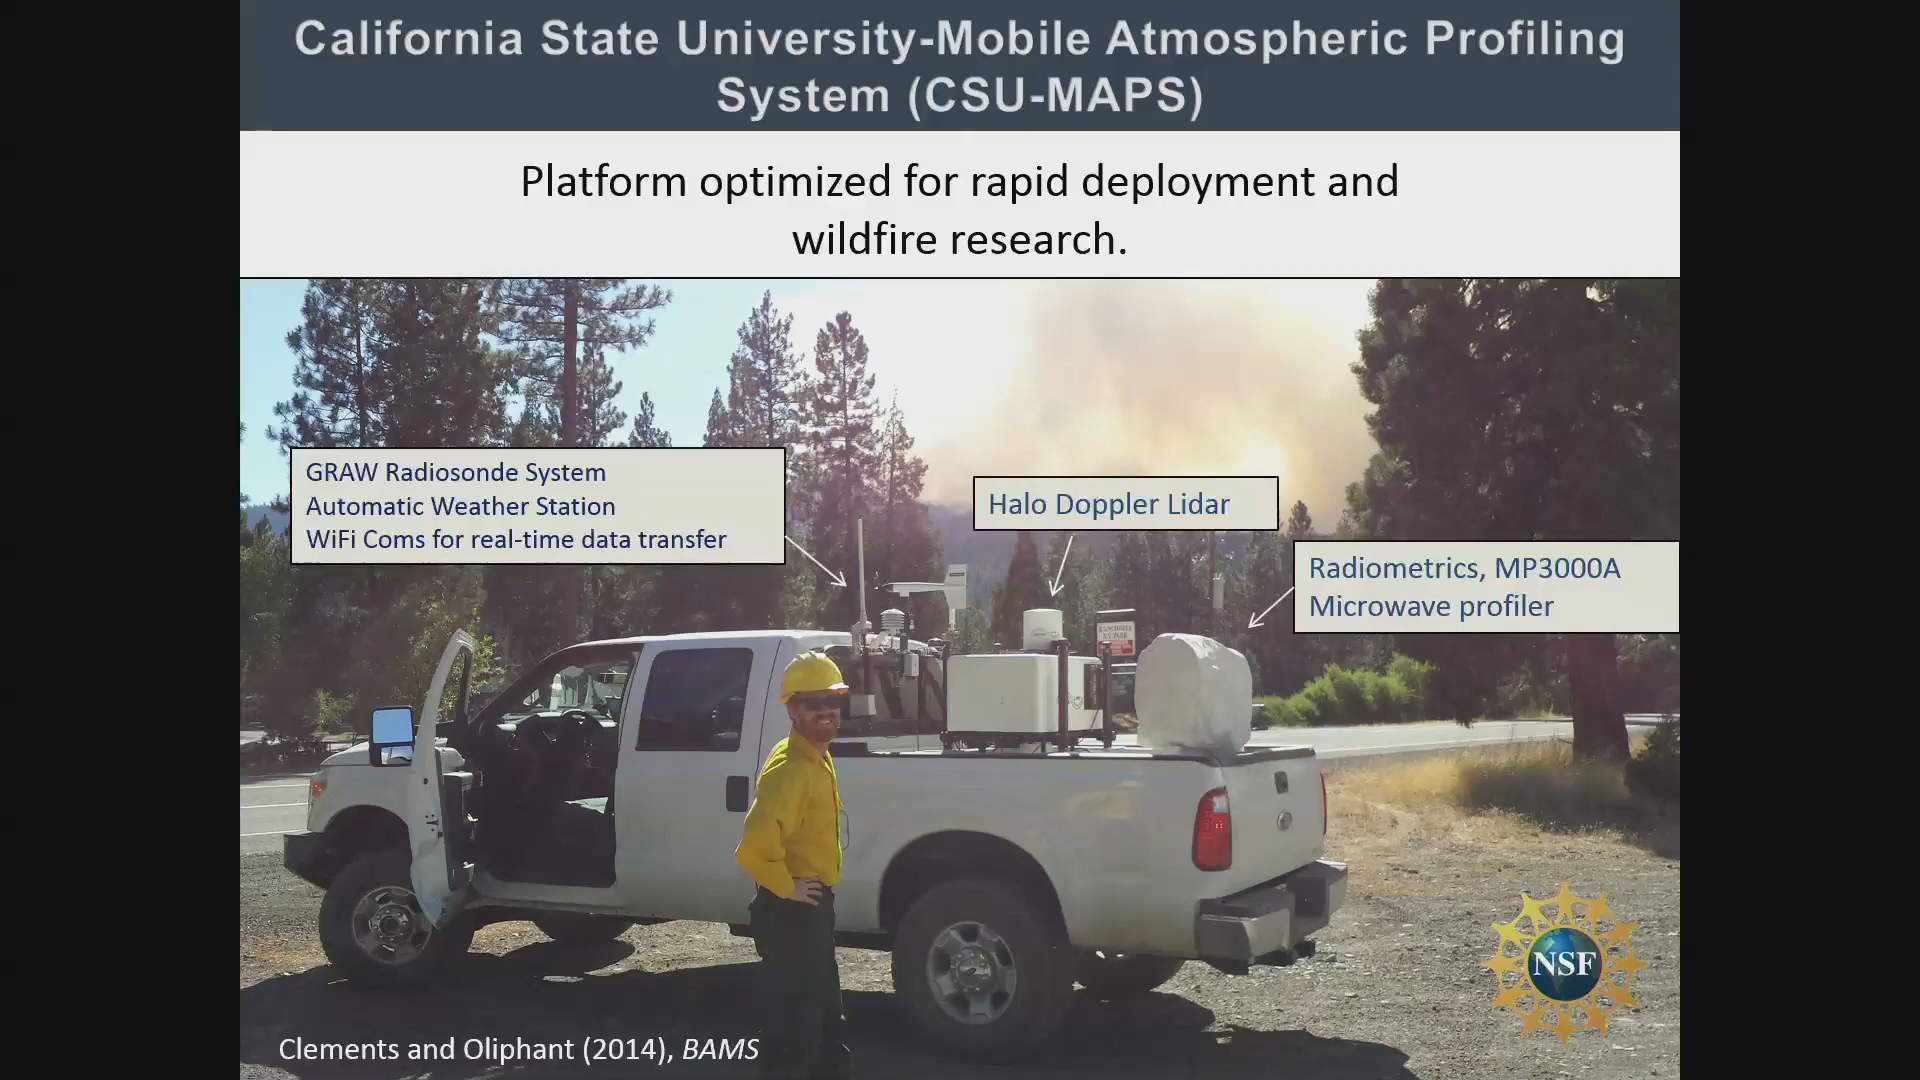 California State University-Mobile Atmospheric Profiling
System (CSU-MAPS)
Platform optimized for rapid deployment and
wildfire research.
GRAW Radiosonde System
Automatic Weather Station
WiFi Coms for real-time data transfer
Halo Doppler Lidar
Radiometrics, MP3000A
Microwave profiler
NSF
Clements and Oliphant (2014), BAMS